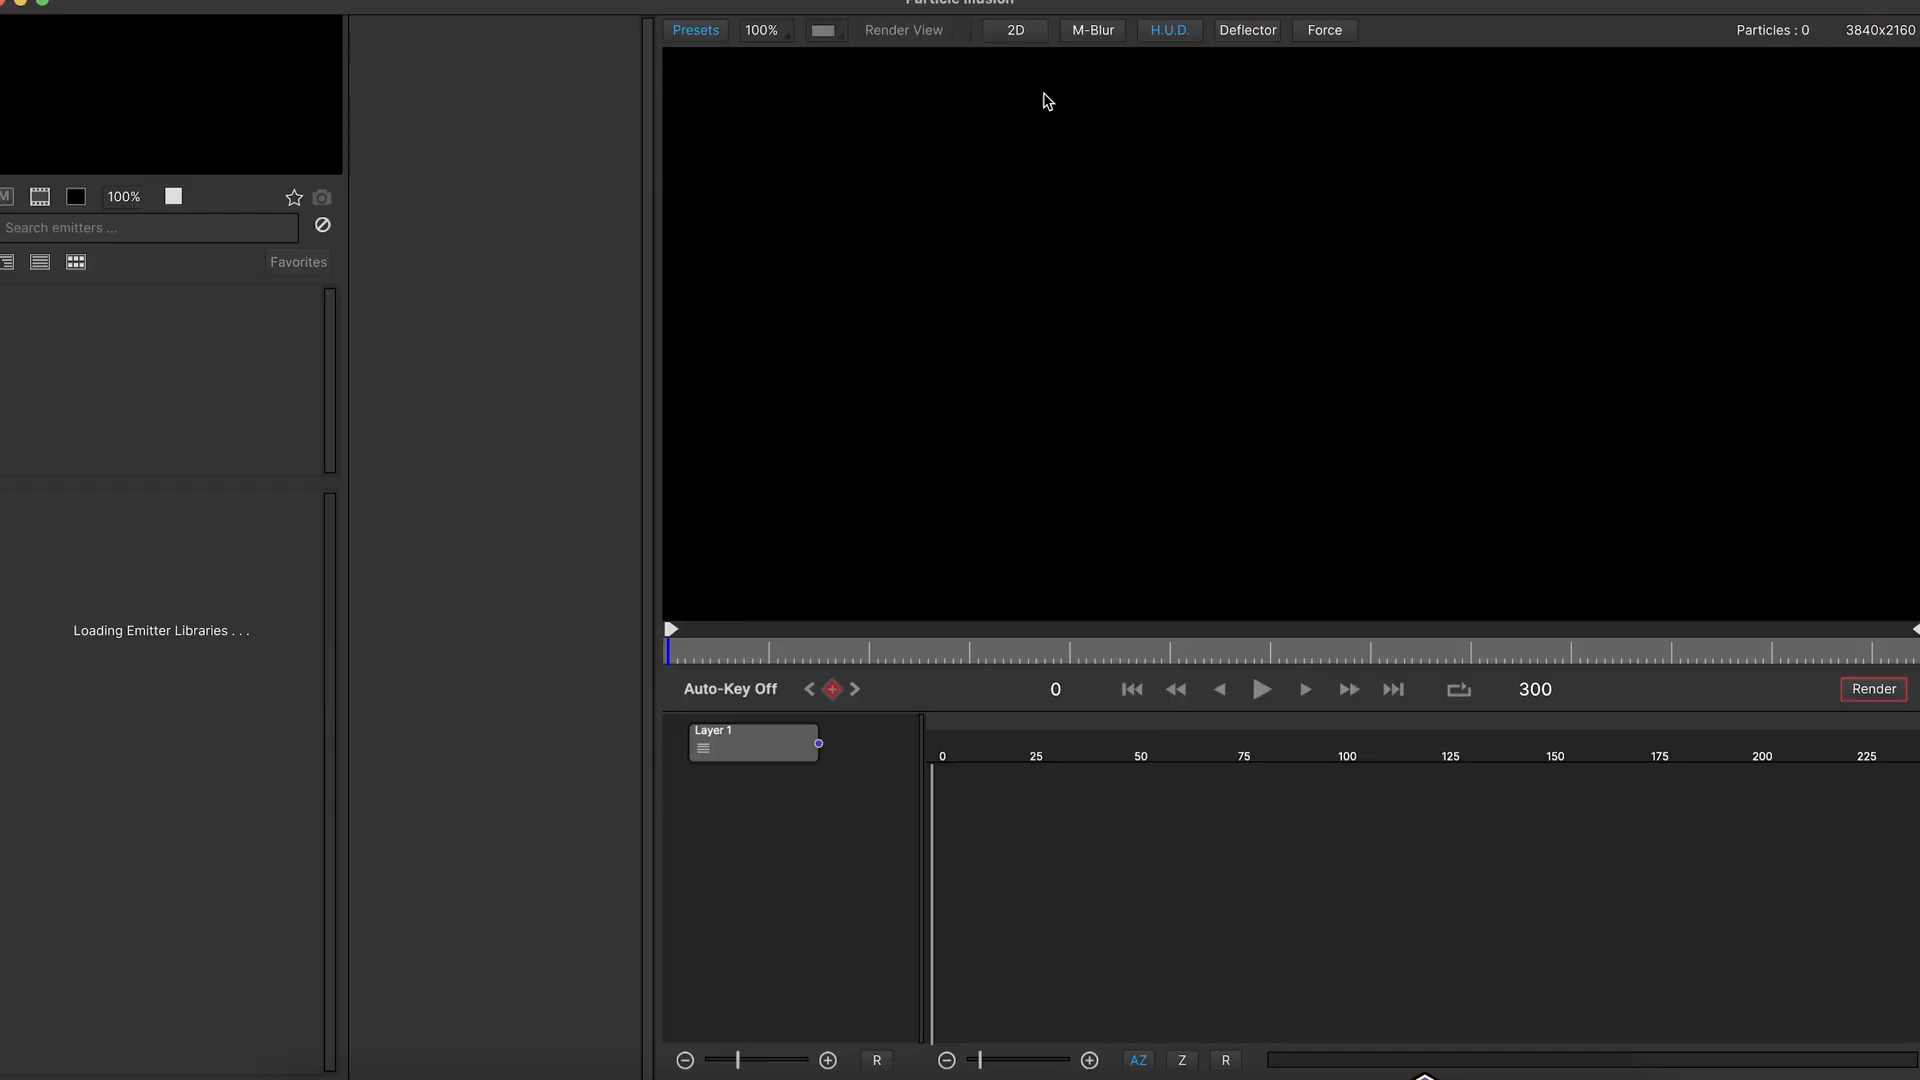 Particle Illusion
Presets 100% Render View 2D M-Blur H.U.D. Deflector Force Particles : 0 3840x2160
M 100%
Search emitters ...
Favorites
Loading Emitter Libraries . . .
Auto-Key Off 0 300 Render
Layer 1
0 25 50 75 100 125 150 175 200 225
R AZ Z R